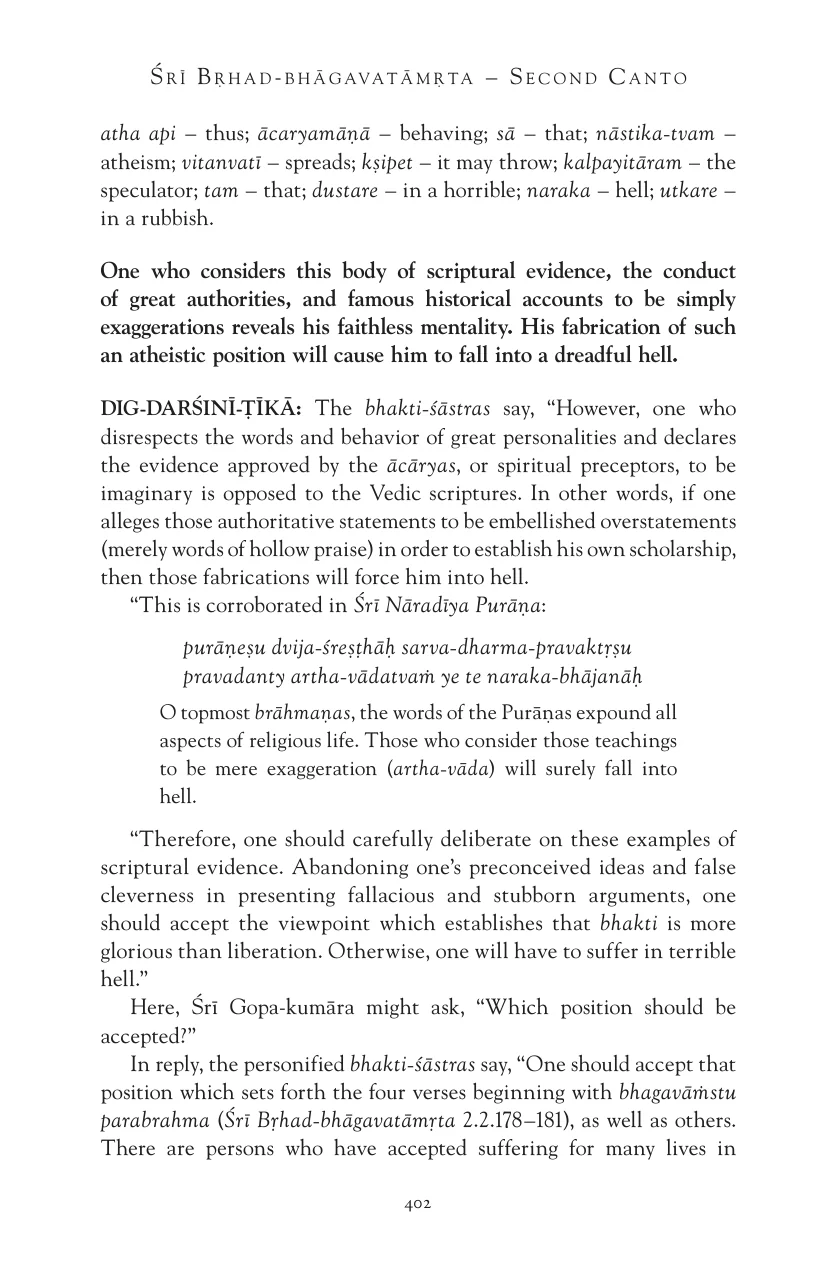 Śrī Bṛhad-bhāgavatāmṛta – Second Canto
atha api – thus; ācaryamāṇā – behaving; sā – that; nāstika-tvam –
atheism; vitanvatī – spreads; kṣipet – it may throw; kalpayitāram – the
speculator; tam – that; dustare – in a horrible; naraka – hell; utkare –
in a rubbish.
One who considers this body of scriptural evidence, the conduct
of great authorities, and famous historical accounts to be simply
exaggerations reveals his faithless mentality. His fabrication of such
an atheistic position will cause him to fall into a dreadful hell.
DIG-DARŚINĪ-ṬĪKĀ: The bhakti-śāstras say, “However, one who
disrespects the words and behavior of great personalities and declares
the evidence approved by the ācāryas, or spiritual preceptors, to be
imaginary is opposed to the Vedic scriptures. In other words, if one
alleges those authoritative statements to be embellished overstatements
(merely words of hollow praise) in order to establish his own scholarship,
then those fabrications will force him into hell.
“This is corroborated in Śrī Nāradīya Purāṇa:
purāṇeṣu dvija-śreṣṭhāḥ sarva-dharma-pravaktṛṣu
pravadanty artha-vādatvaṁ ye te naraka-bhājanāḥ
O topmost brāhmaṇas, the words of the Purāṇas expound all
aspects of religious life. Those who consider those teachings
to be mere exaggeration (artha-vāda) will surely fall into
hell.
“Therefore, one should carefully deliberate on these examples of
scriptural evidence. Abandoning one’s preconceived ideas and false
cleverness in presenting fallacious and stubborn arguments, one
should accept the viewpoint which establishes that bhakti is more
glorious than liberation. Otherwise, one will have to suffer in terrible
hell.”
Here, Śrī Gopa-kumāra might ask, “Which position should be
accepted?”
In reply, the personified bhakti-śāstras say, “One should accept that
position which sets forth the four verses beginning with bhagavāṁstu
parabrahma (Śrī Bṛhad-bhāgavatāmṛta 2.2.178–181), as well as others.
There are persons who have accepted suffering for many lives in
402